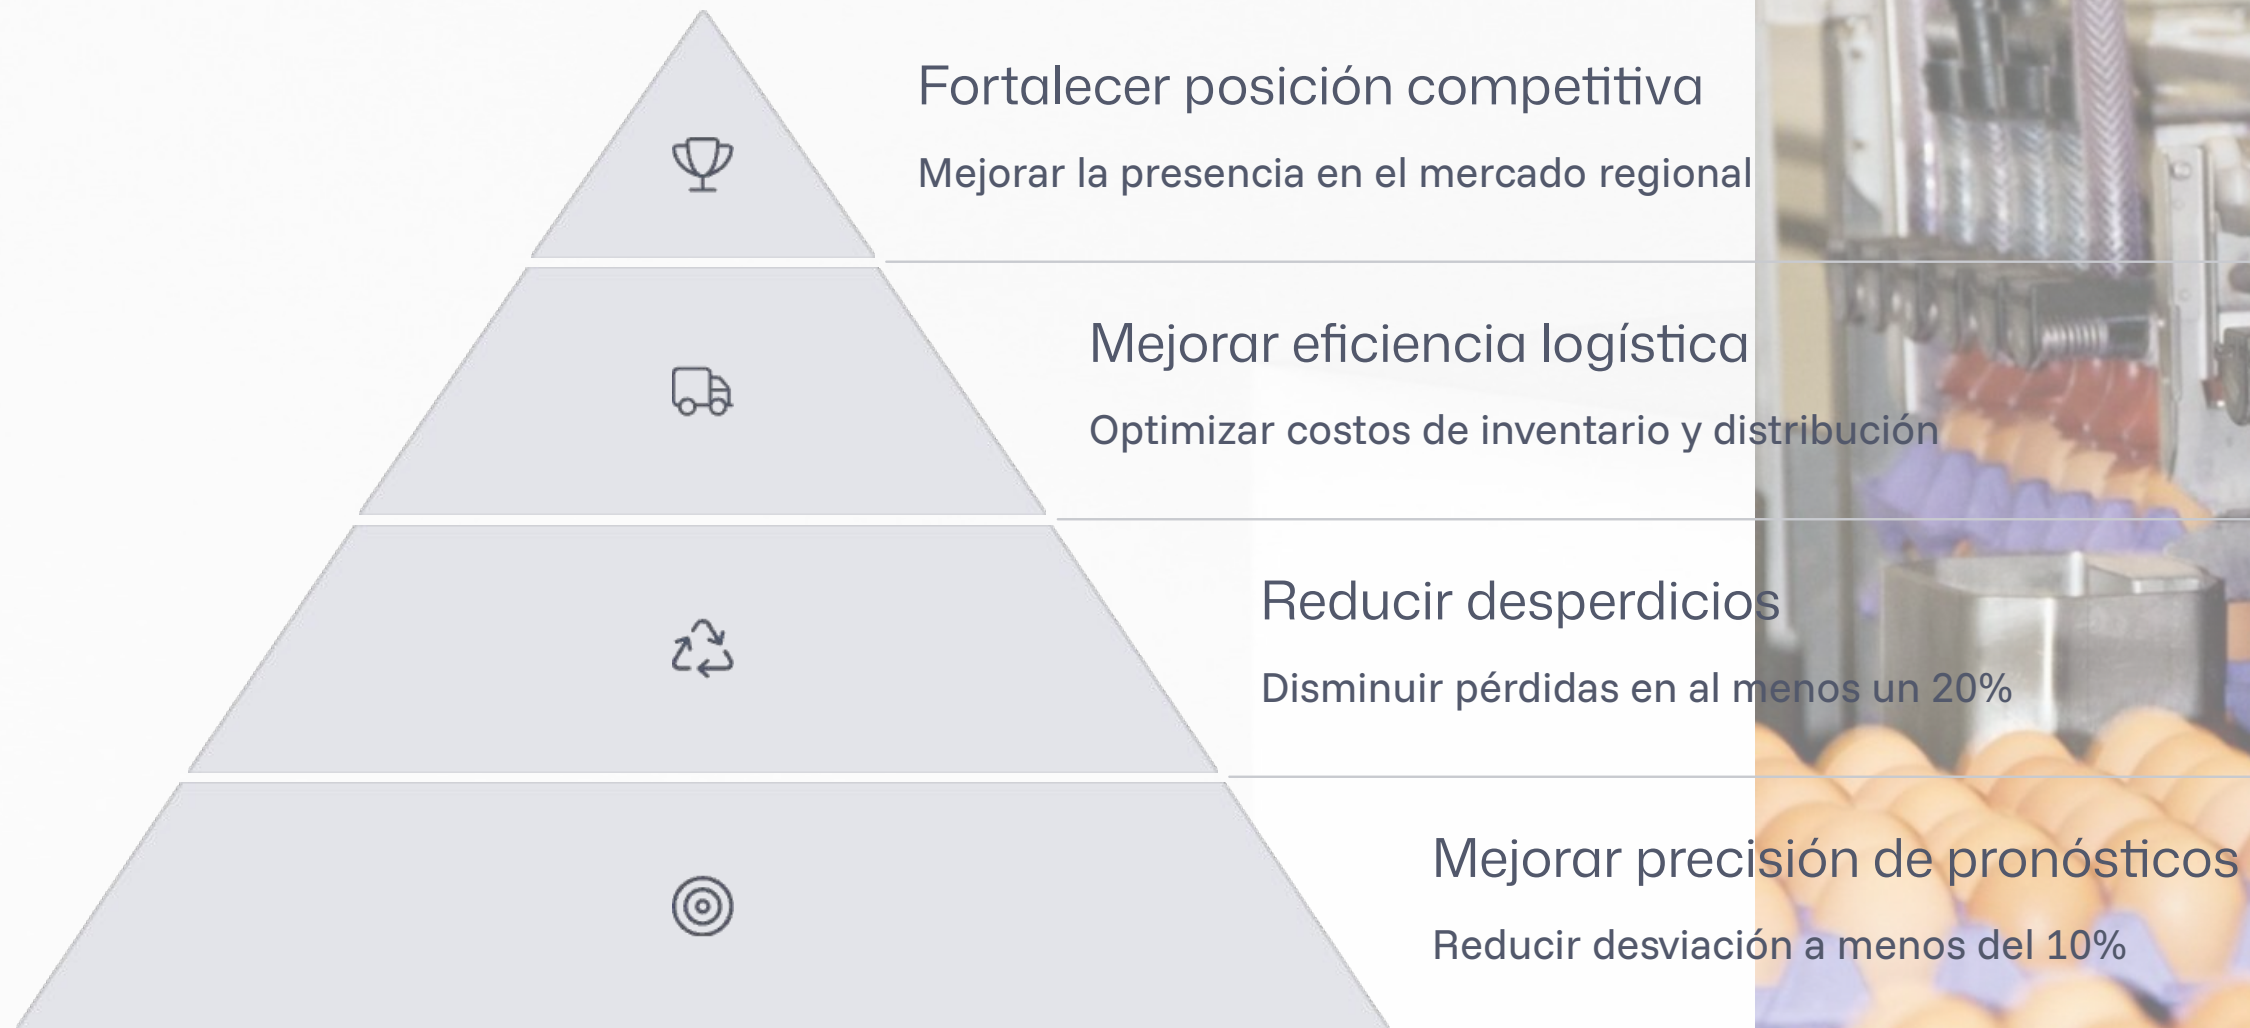 Fortalecer posición competitiva
Mejorar la presencia en el mercado regional
Mejorar eficiencia logística
Optimizar costos de inventario y distribución
Reducir desperdicios
Disminuir pérdidas en al menos un 20%
Mejorar precisión de pronósticos
Reducir desviación a menos del 10%